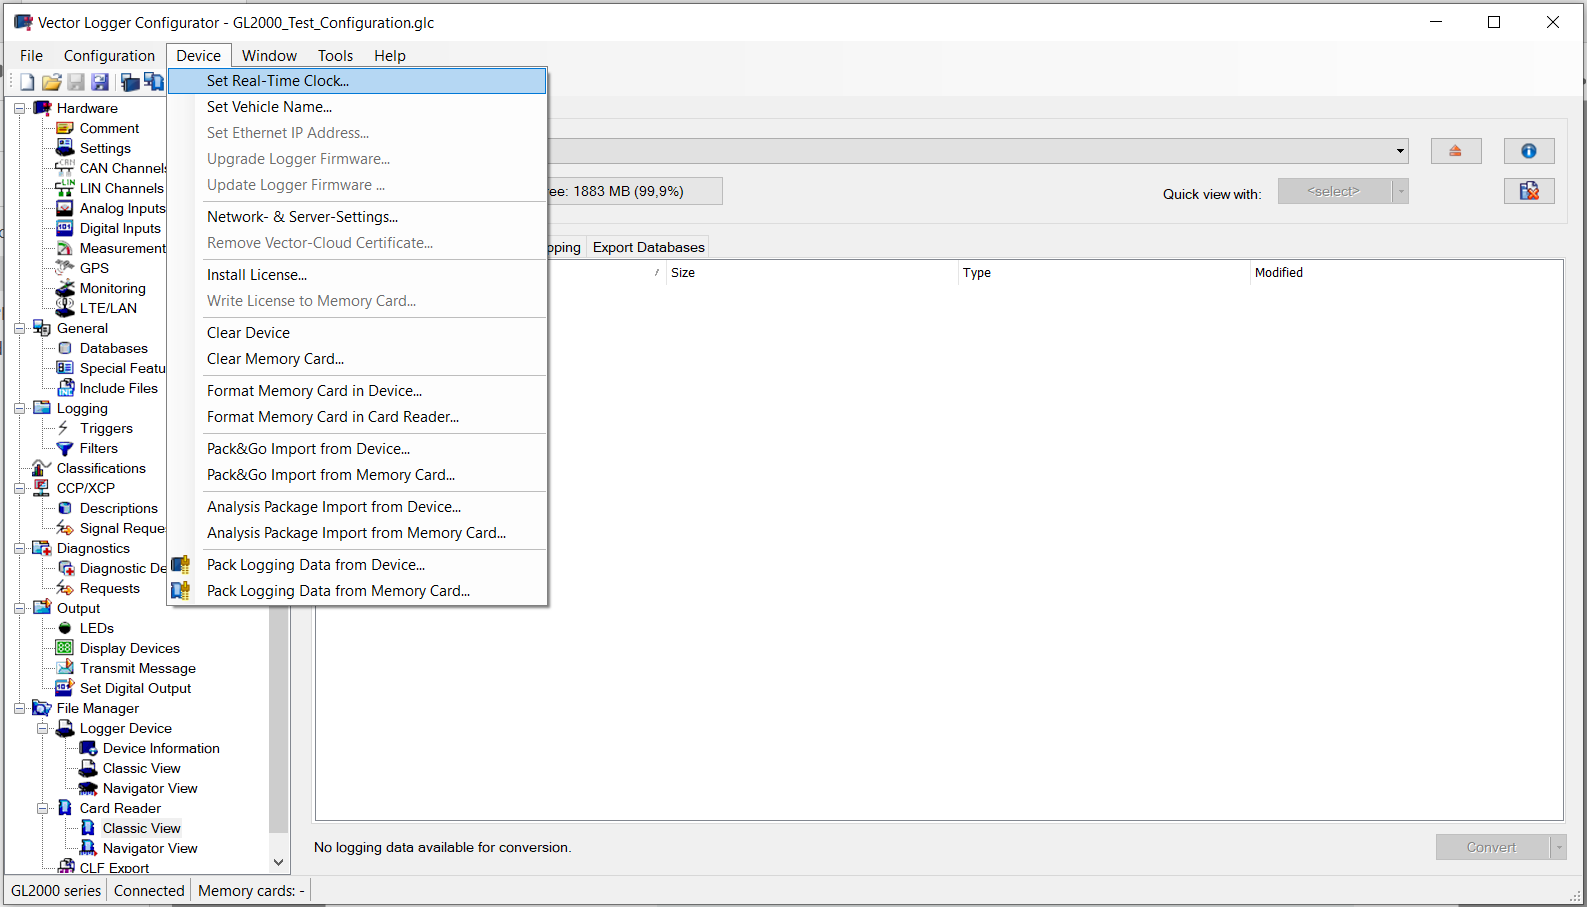 Vector Logger Configurator - GL2000_Test_Configuration.glc
File Configuration Device Window Tools Help
Set Real-Time Clock...
Set Vehicle Name...
Set Ethernet IP Address...
Upgrade Logger Firmware...
Update Logger Firmware ...
Network- & Server-Settings...
Remove Vector-Cloud Certificate...
Install License...
Write License to Memory Card...
Clear Device
Clear Memory Card...
Format Memory Card in Device...
Format Memory Card in Card Reader...
Pack&Go Import from Device...
Pack&Go Import from Memory Card...
Analysis Package Import from Device...
Analysis Package Import from Memory Card...
Pack Logging Data from Device...
Pack Logging Data from Memory Card...
Hardware
Comment
Settings
CAN Channels
LIN Channels
Analog Inputs
Digital Inputs
Measurement
GPS
Monitoring
LTE/LAN
General
Databases
Special Featu
Include Files
Logging
Triggers
Filters
Classifications
CCP/XCP
Descriptions
Signal Reque
Diagnostics
Diagnostic De
Requests
Output
LEDs
Display Devices
Transmit Message
Set Digital Output
File Manager
Logger Device
Device Information
Classic View
Navigator View
Card Reader
Classic View
Navigator View
CLF Export
ree: 1883 MB (99,9%)
Quick view with: <select>
pping Export Databases
Size Type Modified
No logging data available for conversion.
Convert
GL2000 series Connected Memory cards: -